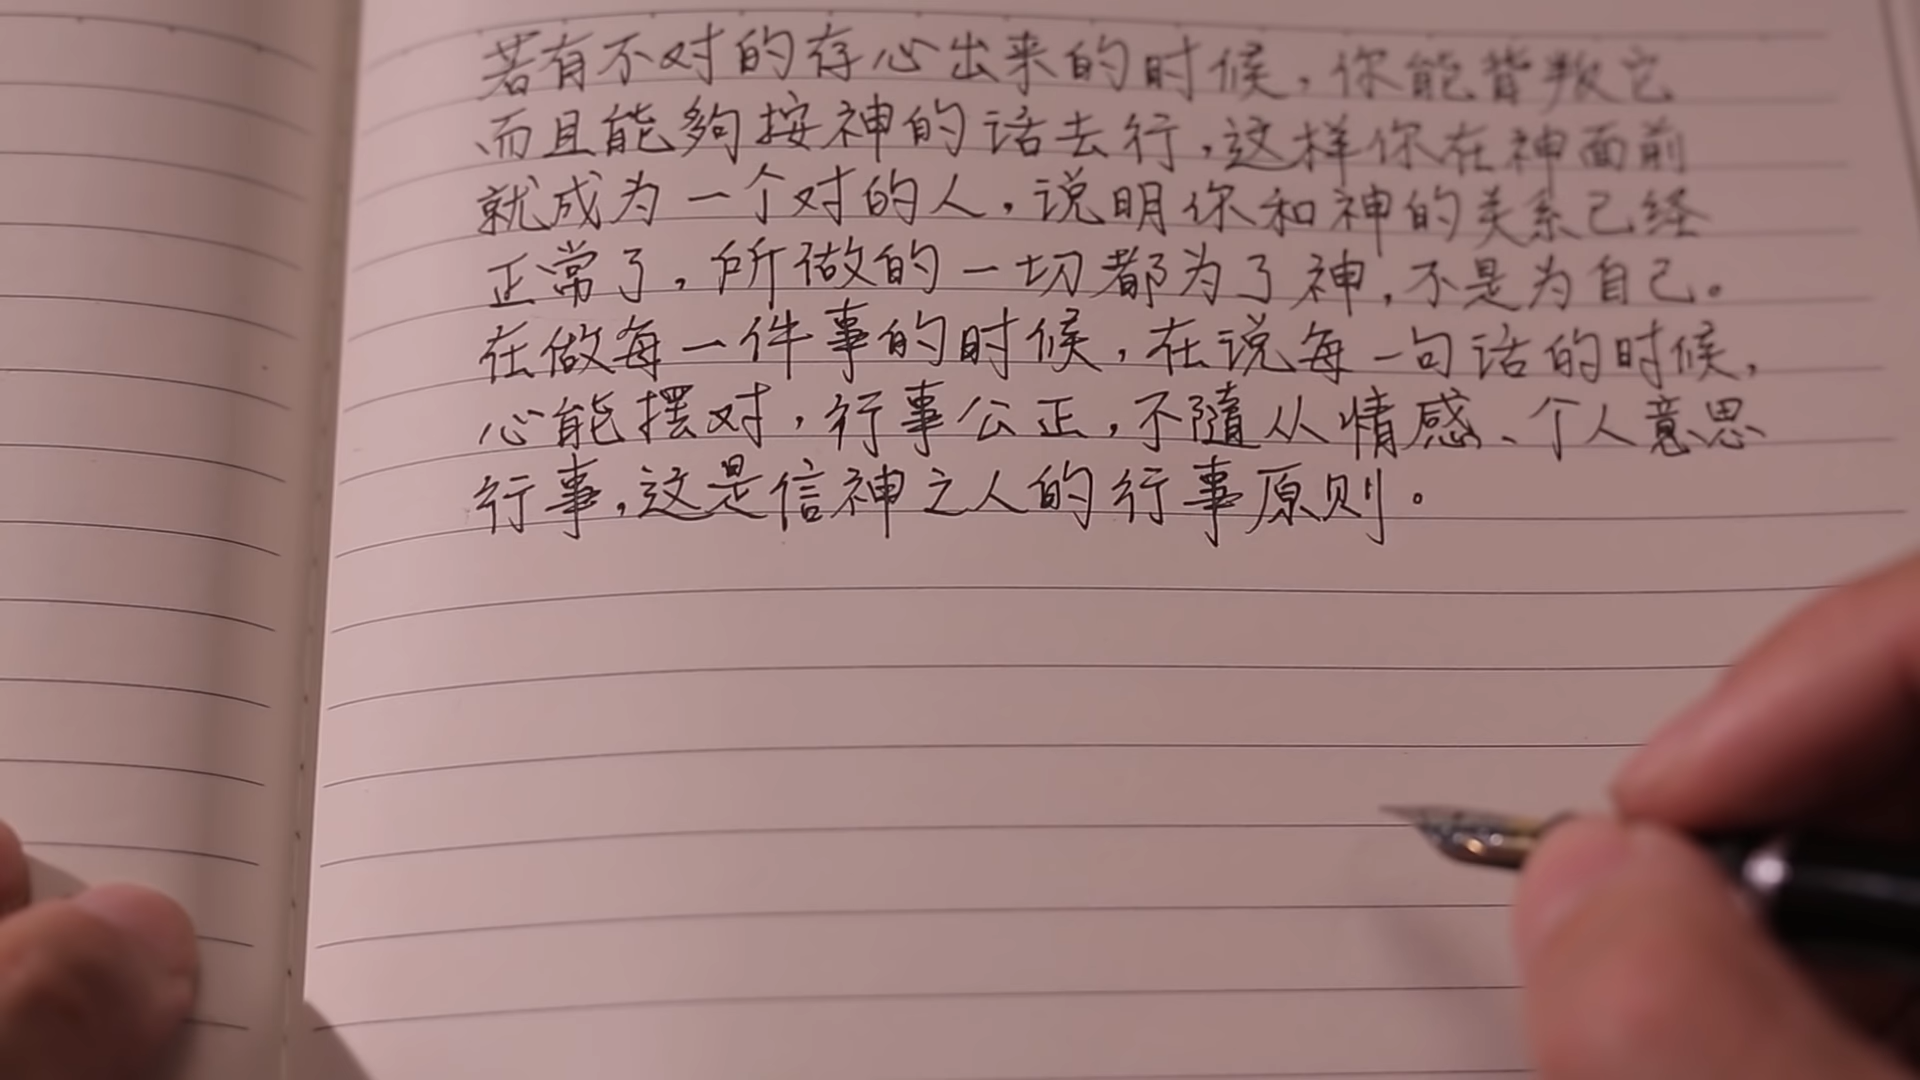 若有不对的存心出来的时候，你能背叛它
而且能够按神的话去行，这样你在神面前
就成为一个对的人，说明你和神的关系已经
正常了，所做的一切都为了神，不是为自己。
在做每一件事的时候，在说每一句话的时候，
心能摆对，行事公正，不随从情感、个人意思
行事，这是信神之人的行事原则。